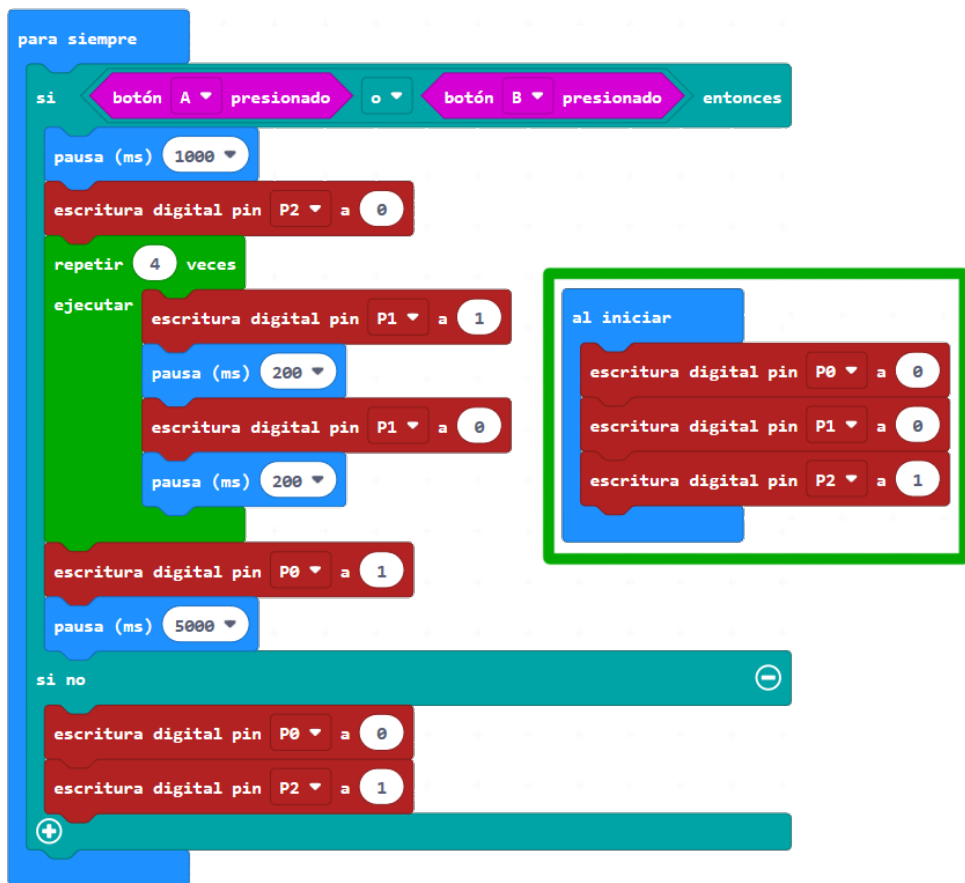 para siempre
si botón A presionado o botón B presionado entonces
pausa (ms) 1000
escritura digital pin P2 a 0
repetir 4 veces
ejecutar
escritura digital pin P1 a 1
pausa (ms) 200
escritura digital pin P1 a 0
pausa (ms) 200
escritura digital pin P0 a 1
pausa (ms) 5000
si no
escritura digital pin P0 a 0
escritura digital pin P2 a 1
al iniciar
escritura digital pin P0 a 0
escritura digital pin P1 a 0
escritura digital pin P2 a 1